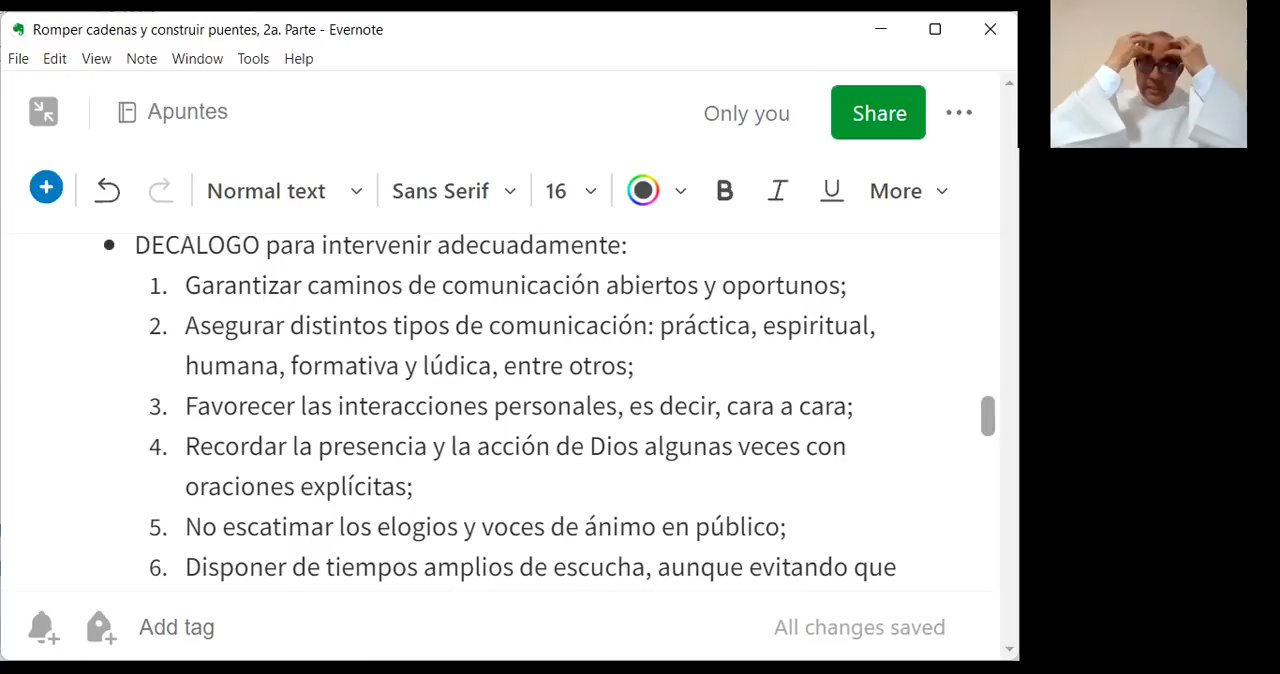 Romper cadenas y construir puentes, 2a. Parte - Evernote
File Edit View Note Window Tools Help
Apuntes
Only you
Share
Normal text
Sans Serif
16
B I U More
• DECALOGO para intervenir adecuadamente:
1. Garantizar caminos de comunicación abiertos y oportunos;
2. Asegurar distintos tipos de comunicación: práctica, espiritual,
humana, formativa y lúdica, entre otros;
3. Favorecer las interacciones personales, es decir, cara a cara;
4. Recordar la presencia y la acción de Dios algunas veces con
oraciones explícitas;
5. No escatimar los elogios y voces de ánimo en público;
6. Disponer de tiempos amplios de escucha, aunque evitando que
Add tag
All changes saved